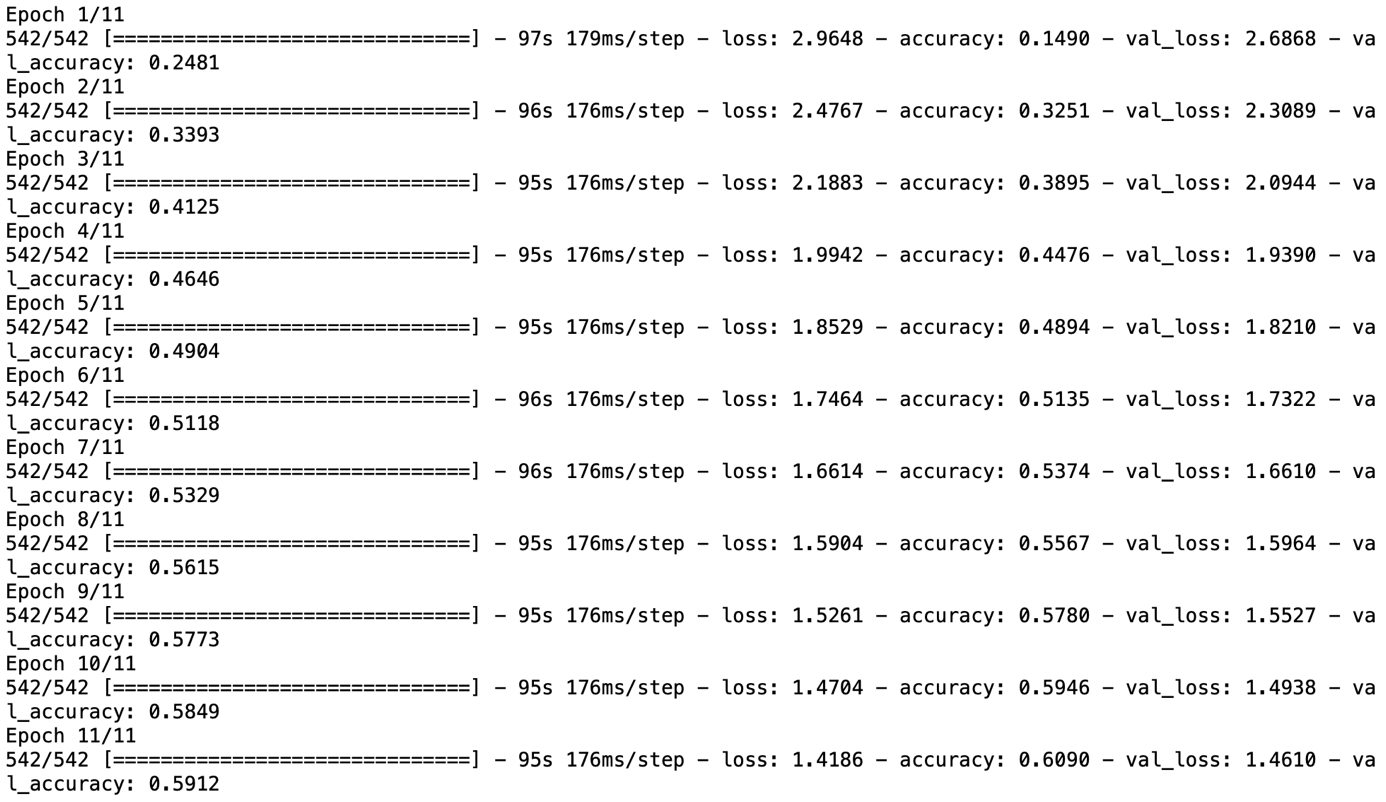 Epoch 1/11
542/542 [==============================] - 97s 179ms/step - loss: 2.9648 - accuracy: 0.1490 - val_loss: 2.6868 - va
l_accuracy: 0.2481
Epoch 2/11
542/542 [==============================] - 96s 176ms/step - loss: 2.4767 - accuracy: 0.3251 - val_loss: 2.3089 - va
l_accuracy: 0.3393
Epoch 3/11
542/542 [==============================] - 95s 176ms/step - loss: 2.1883 - accuracy: 0.3895 - val_loss: 2.0944 - va
l_accuracy: 0.4125
Epoch 4/11
542/542 [==============================] - 95s 176ms/step - loss: 1.9942 - accuracy: 0.4476 - val_loss: 1.9390 - va
l_accuracy: 0.4646
Epoch 5/11
542/542 [==============================] - 95s 176ms/step - loss: 1.8529 - accuracy: 0.4894 - val_loss: 1.8210 - va
l_accuracy: 0.4904
Epoch 6/11
542/542 [==============================] - 96s 176ms/step - loss: 1.7464 - accuracy: 0.5135 - val_loss: 1.7322 - va
l_accuracy: 0.5118
Epoch 7/11
542/542 [==============================] - 96s 176ms/step - loss: 1.6614 - accuracy: 0.5374 - val_loss: 1.6610 - va
l_accuracy: 0.5329
Epoch 8/11
542/542 [==============================] - 95s 176ms/step - loss: 1.5904 - accuracy: 0.5567 - val_loss: 1.5964 - va
l_accuracy: 0.5615
Epoch 9/11
542/542 [==============================] - 95s 176ms/step - loss: 1.5261 - accuracy: 0.5780 - val_loss: 1.5527 - va
l_accuracy: 0.5773
Epoch 10/11
542/542 [==============================] - 95s 176ms/step - loss: 1.4704 - accuracy: 0.5946 - val_loss: 1.4938 - va
l_accuracy: 0.5849
Epoch 11/11
542/542 [==============================] - 95s 176ms/step - loss: 1.4186 - accuracy: 0.6090 - val_loss: 1.4610 - va
l_accuracy: 0.5912